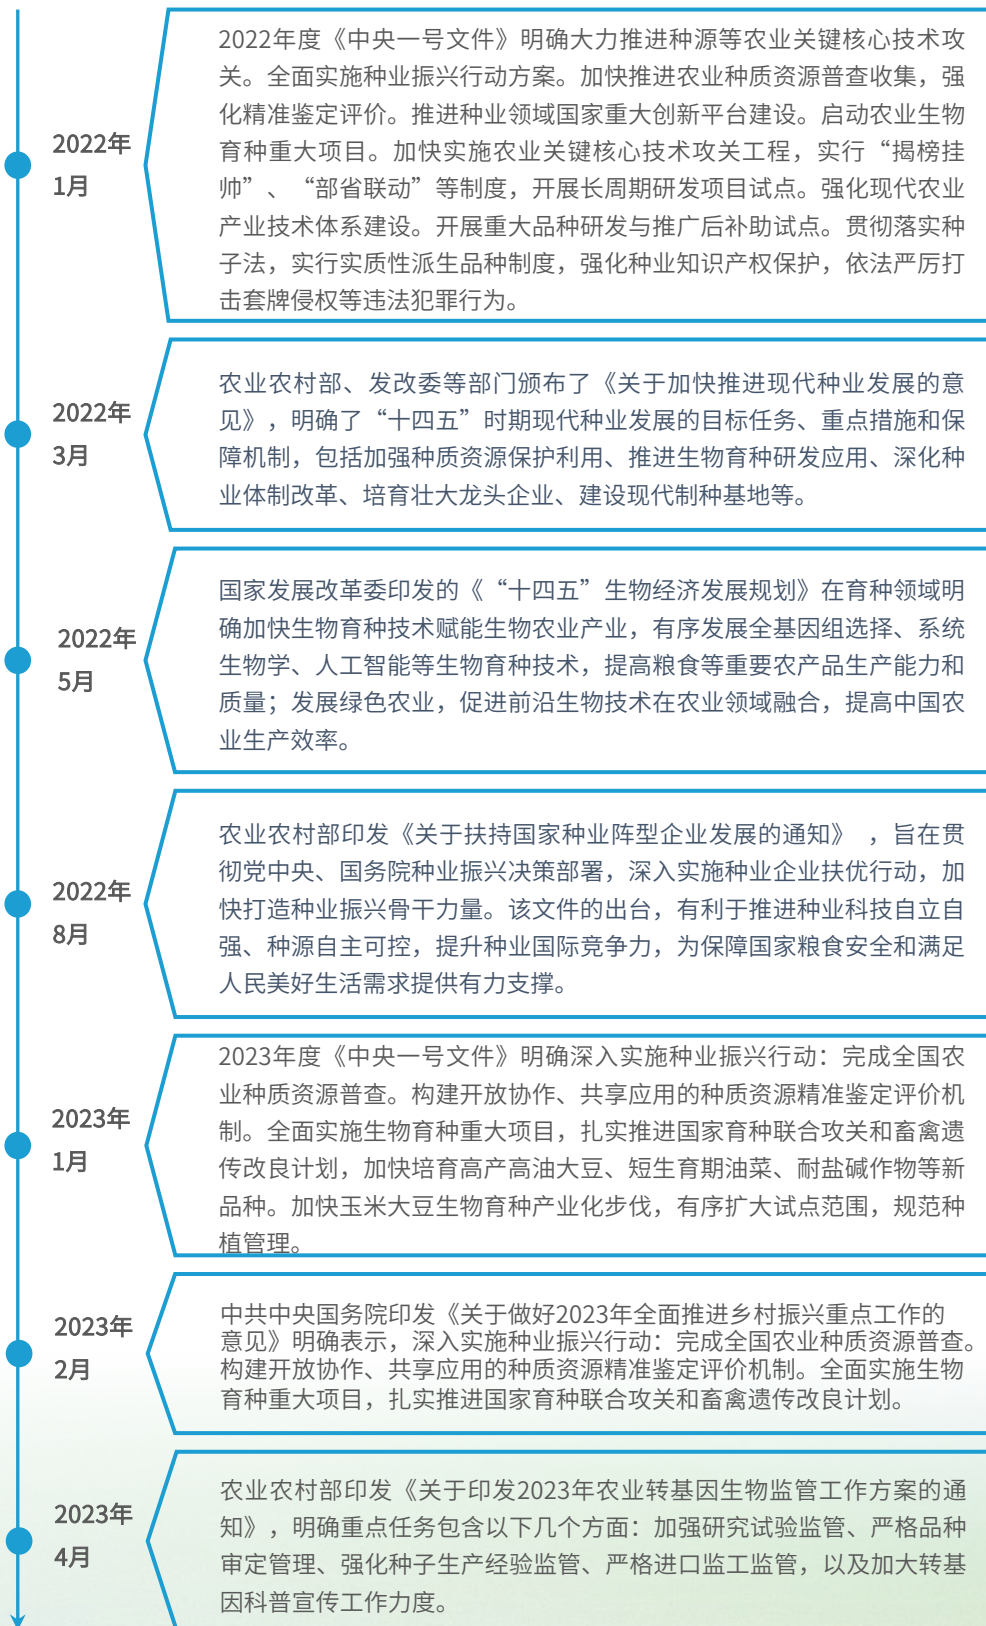 2022年
1月
2022年度《中央一号文件》明确大力推进种源等农业关键核心技术攻
关。全面实施种业振兴行动方案。加快推进农业种质资源普查收集，强
化精准鉴定评价。推进种业领域国家重大创新平台建设。启动农业生物
育种重大项目。加快实施农业关键核心技术攻关工程，实行“揭榜挂
帅”、“部省联动”等制度，开展长周期研发项目试点。强化现代农业
产业技术体系建设。开展重大品种研发与推广后补助试点。贯彻落实种
子法，实行实质性派生品种制度，强化种业知识产权保护，依法严厉打
击套牌侵权等违法犯罪行为。
2022年
3月
农业农村部、发改委等部门颁布了《关于加快推进现代种业发展的意
见》，明确了“十四五”时期现代种业发展的目标任务、重点措施和保
障机制，包括加强种质资源保护利用、推进生物育种研发应用、深化种
业体制改革、培育壮大龙头企业、建设现代制种基地等。
2022年
5月
国家发展改革委印发的《“十四五”生物经济发展规划》在育种领域明
确加快生物育种技术赋能生物农业产业，有序发展全基因组选择、系统
生物学、人工智能等生物育种技术，提高粮食等重要农产品生产能力和
质量；发展绿色农业，促进前沿生物技术在农业领域融合，提高中国农
业生产效率。
2022年
8月
农业农村部印发《关于扶持国家种业阵型企业发展的通知》 ，旨在贯
彻党中央、国务院种业振兴决策部署，深入实施种业企业扶优行动，加
快打造种业振兴骨干力量。该文件的出台，有利于推进种业科技自立自
强、种源自主可控，提升种业国际竞争力，为保障国家粮食安全和满足
人民美好生活需求提供有力支撑。
2023年
1月
2023年度《中央一号文件》明确深入实施种业振兴行动：完成全国农
业种质资源普查。构建开放协作、共享应用的种质资源精准鉴定评价机
制。全面实施生物育种重大项目，扎实推进国家育种联合攻关和畜禽遗
传改良计划，加快培育高产高油大豆、短生育期油菜、耐盐碱作物等新
品种。加快玉米大豆生物育种产业化步伐，有序扩大试点范围，规范种
植管理。
2023年
2月
中共中央国务院印发《关于做好2023年全面推进乡村振兴重点工作的
意见》明确表示，深入实施种业振兴行动：完成全国农业种质资源普查。
构建开放协作、共享应用的种质资源精准鉴定评价机制。全面实施生物
育种重大项目，扎实推进国家育种联合攻关和畜禽遗传改良计划。
2023年
4月
农业农村部印发《关于印发2023年农业转基因生物监管工作方案的通
知》，明确重点任务包含以下几个方面：加强研究试验监管、严格品种
审定管理、强化种子生产经验监管、严格进口监工监管，以及加大转基
因科普宣传工作力度。